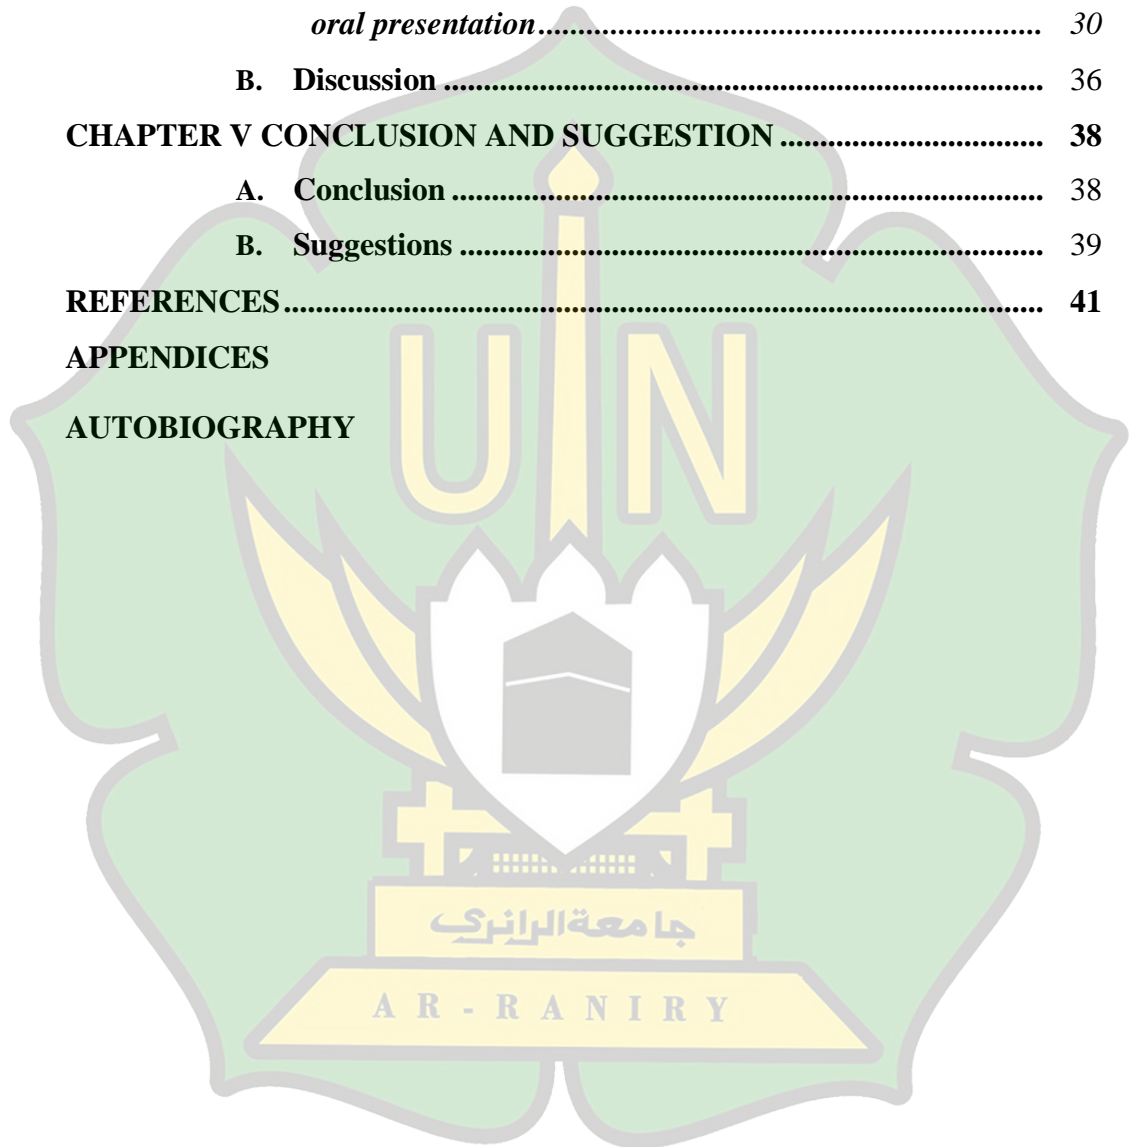 oral presentation................................................................ 30
B. Discussion ........................................................................... 36
CHAPTER V CONCLUSION AND SUGGESTION ................................. 38
A. Conclusion .......................................................................... 38
B. Suggestions ......................................................................... 39
REFERENCES............................................................................................... 41
APPENDICES
AUTOBIOGRAPHY
UIN
جامعةالرانري
AR-RANIRY